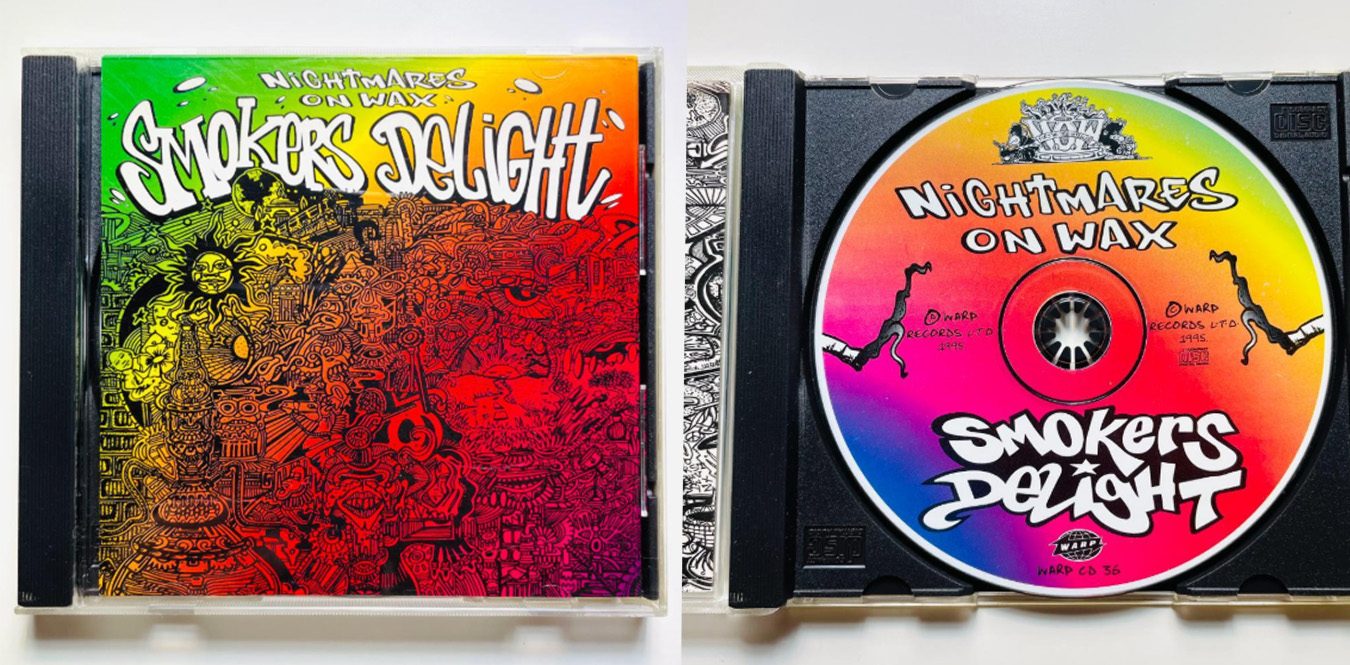 NiGHTMARES
ON WAX
SMOKERS DELiGHT
NiGHTMARES
ON WAX
© WARP
RECORDS LTD
1995
© WARP
RECORDS LTD
1995.
DISC
SMOKERS
DELiGHT
WARP
WARP CD 36